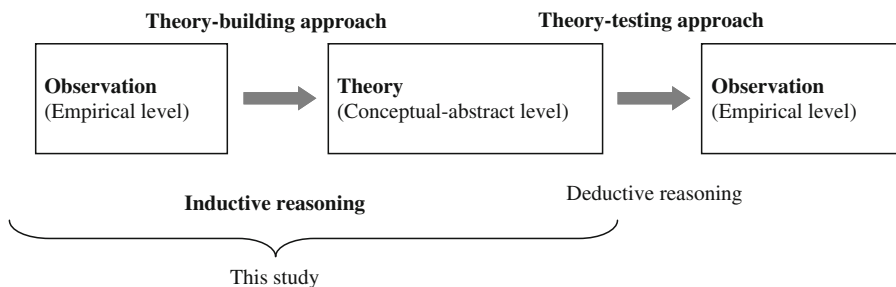 Theory-building approach
Theory-testing approach
Observation
(Empirical level)
Theory
(Conceptual-abstract level)
Observation
(Empirical level)
Inductive reasoning
Deductive reasoning
This study